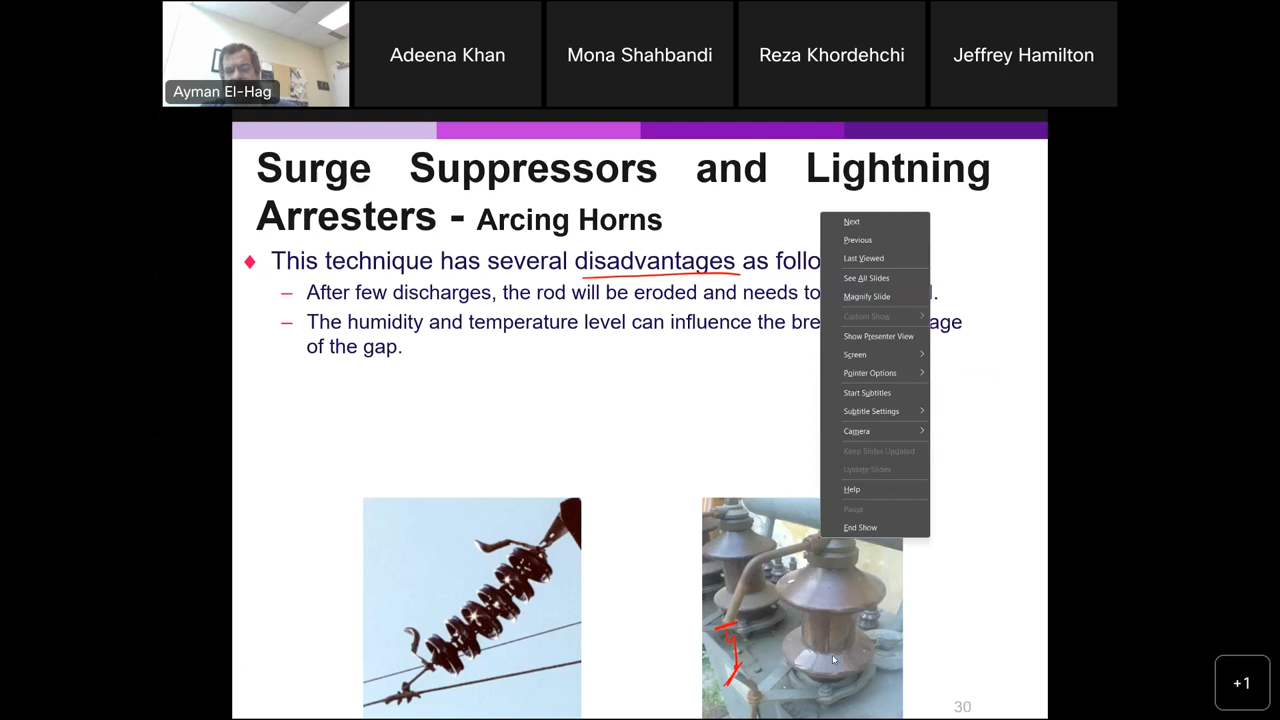 Ayman El-Hag
Adeena Khan
Mona Shahbandi
Reza Khordehchi
Jeffrey Hamilton
Surge Suppressors and Lightning
Arresters - Arcing Horns
This technique has several disadvantages as follo
– After few discharges, the rod will be eroded and needs to
– The humidity and temperature level can influence the bre age
of the gap.
Next
Previous
Last Viewed
See All Slides
Magnify Slide
Custom Show
Show Presenter View
Screen
Pointer Options
Start Subtitles
Subtitle Settings
Camera
Keep Slides Updated
Update Slides
Help
Pause
End Show
30
+1